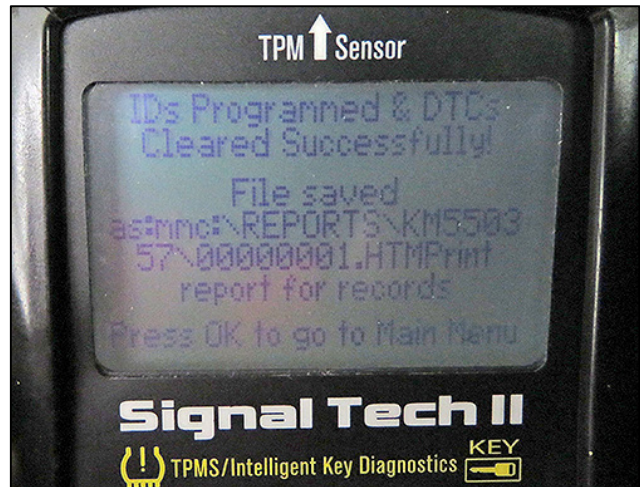 TPM Sensor
IDs Programmed & DTCs
Cleared Successfully!
File saved
as:mmc:\REPORTS\KM5503
57\00000001.HTMPrint
report for records
Press OK to go to Main Menu
Signal Tech II
KEY
TPMS/Intelligent Key Diagnostics